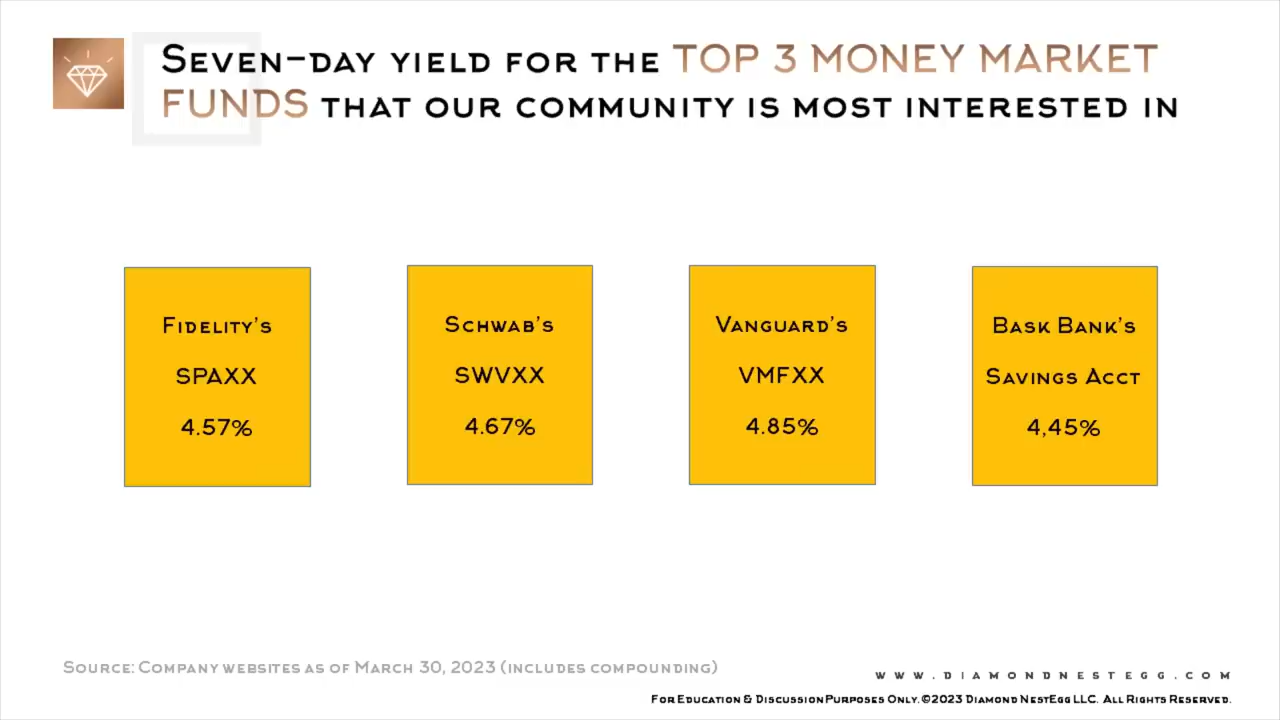 Seven-day yield for the TOP 3 MONEY MARKET
FUNDS that our community is most interested in
Fidelity's
SPAXX
4.57%
Schwab's
SWVXX
4.67%
Vanguard's
VMFXX
4.85%
Bask Bank's
Savings Acct
4,45%
Source: Company websites as of March 30, 2023 (includes compounding)
WWW.DIAMONDNESTEGG.COM
For Education & Discussion Purposes Only. ©2023 Diamond NestEgg LLC. All Rights Reserved.